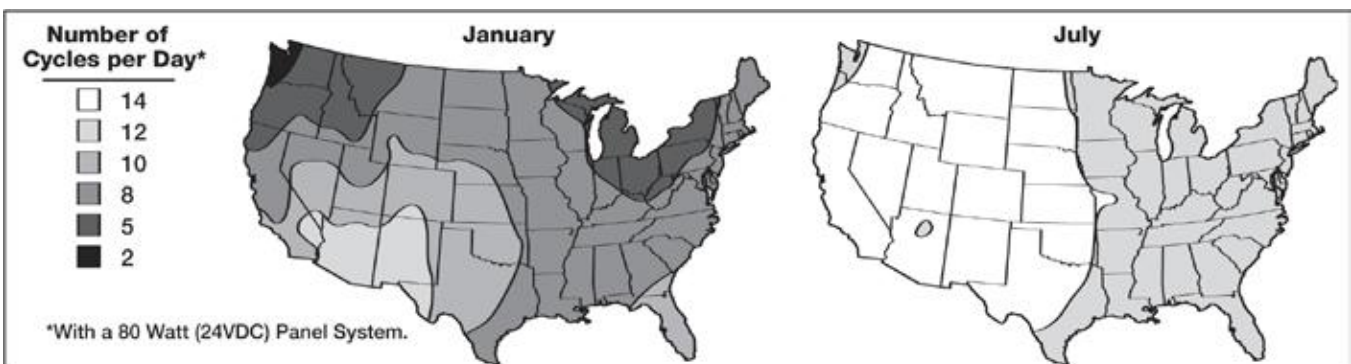 Number of
Cycles per Day*
14
12
10
8
5
2
*With a 80 Watt (24VDC) Panel System.
January
July